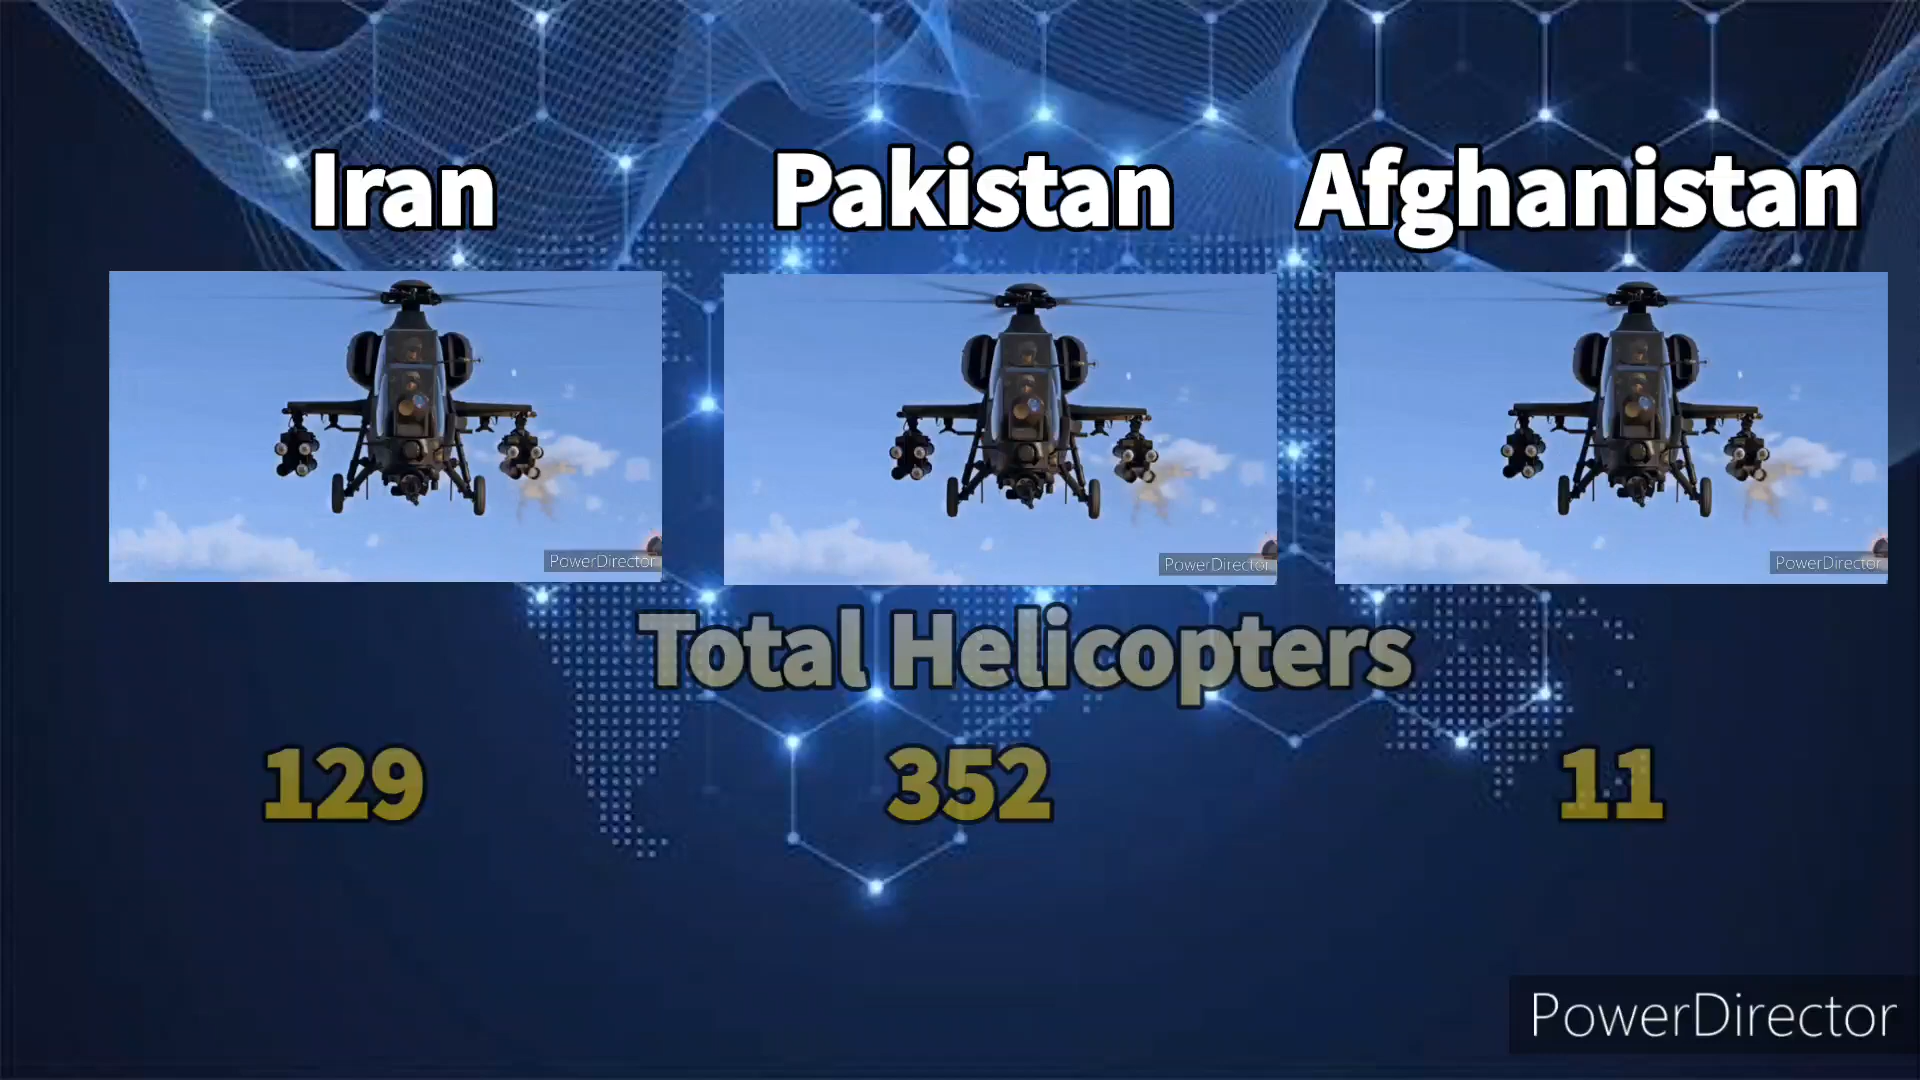 Iran Pakistan Afghanistan
PowerDirector PowerDirector PowerDirector
Total Helicopters
129 352 11
PowerDirector